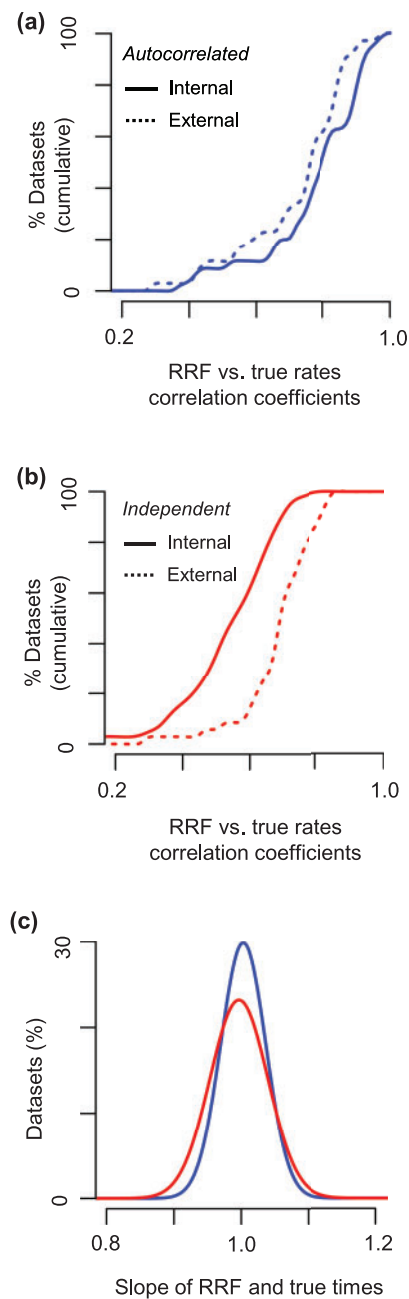 (a)
100
Autocorrelated
Internal
External
% Datasets
(cumulative)
0
0.2
1.0
RRF vs. true rates
correlation coefficients
(b)
100
Independent
Internal
External
% Datasets
(cumulative)
0
0.2
1.0
RRF vs. true rates
correlation coefficients
(c)
30
Datasets (%)
0
0.8
1.0
1.2
Slope of RRF and true times